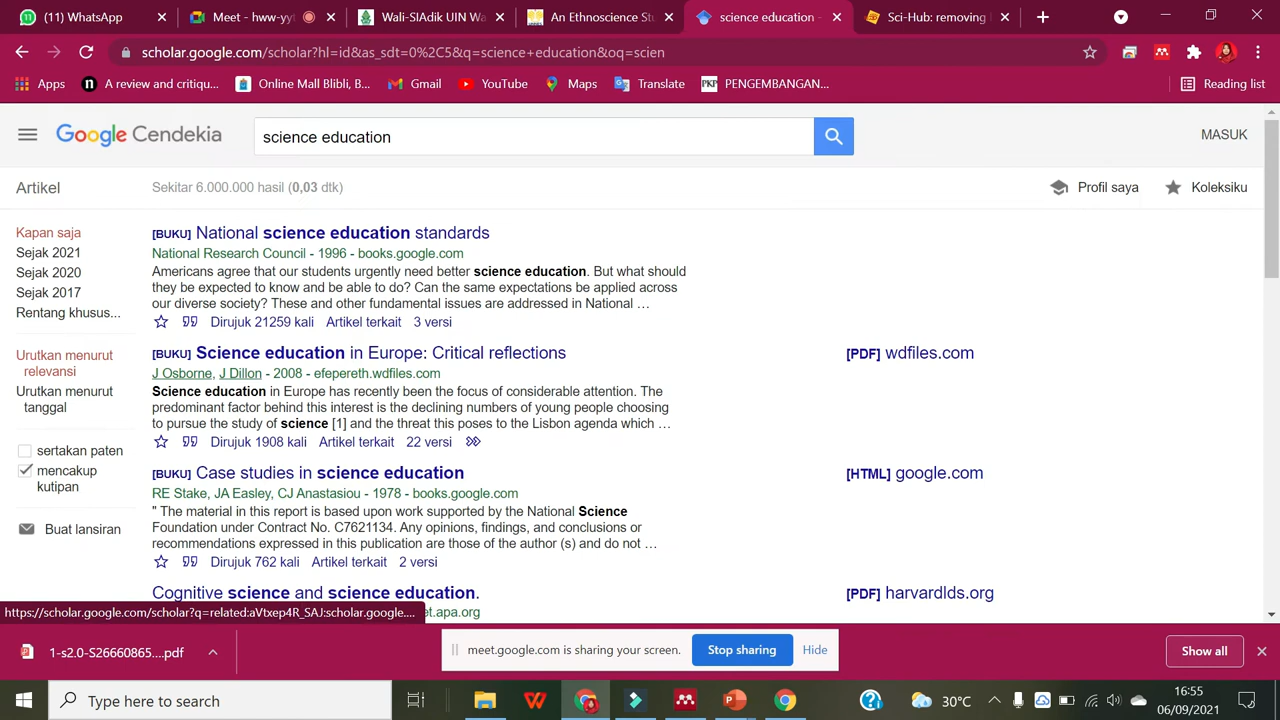 (11) WhatsApp
Meet - hww-yy
Wali-SIAdik UIN Wa
An Ethnoscience Stu
science education -
Sci-Hub: removing
scholar.google.com/scholar?hl=id&as_sdt=0%2C5&q=science+education&oq=scien
Apps
A review and critiqu...
Online Mall Blibli, B...
Gmail
YouTube
Maps
Translate
PKP
PENGEMBANGAN...
Reading list
Google Cendekia
science education
MASUK
Artikel
Sekitar 6.000.000 hasil (0,03 dtk)
Profil saya
Koleksiku
Kapan saja
Sejak 2021
Sejak 2020
Sejak 2017
Rentang khusus...
Urutkan menurut
relevansi
Urutkan menurut
tanggal
sertakan paten
mencakup
kutipan
Buat lansiran
[BUKU] National science education standards
National Research Council - 1996 - books.google.com
Americans agree that our students urgently need better science education. But what should
they be expected to know and be able to do? Can the same expectations be applied across
our diverse society? These and other fundamental issues are addressed in National …
Dirujuk 21259 kali Artikel terkait 3 versi
[BUKU] Science education in Europe: Critical reflections
[PDF] wdfiles.com
J Osborne, J Dillon - 2008 - efepereth.wdfiles.com
Science education in Europe has recently been the focus of considerable attention. The
predominant factor behind this interest is the declining numbers of young people choosing
to pursue the study of science [1] and the threat this poses to the Lisbon agenda which …
Dirujuk 1908 kali Artikel terkait 22 versi
[BUKU] Case studies in science education
[HTML] google.com
RE Stake, JA Easley, CJ Anastasiou - 1978 - books.google.com
" The material in this report is based upon work supported by the National Science
Foundation under Contract No. C7621134. Any opinions, findings, and conclusions or
recommendations expressed in this publication are those of the author (s) and do not …
Dirujuk 762 kali Artikel terkait 2 versi
Cognitive science and science education.
[PDF] harvardlds.org
https://scholar.google.com/scholar?q=related:aVtxep4R_SAJ:scholar.google....
et.apa.org
1-s2.0-S26660865....pdf
meet.google.com is sharing your screen.
Stop sharing
Hide
Show all
Type here to search
30°C
16:55
06/09/2021